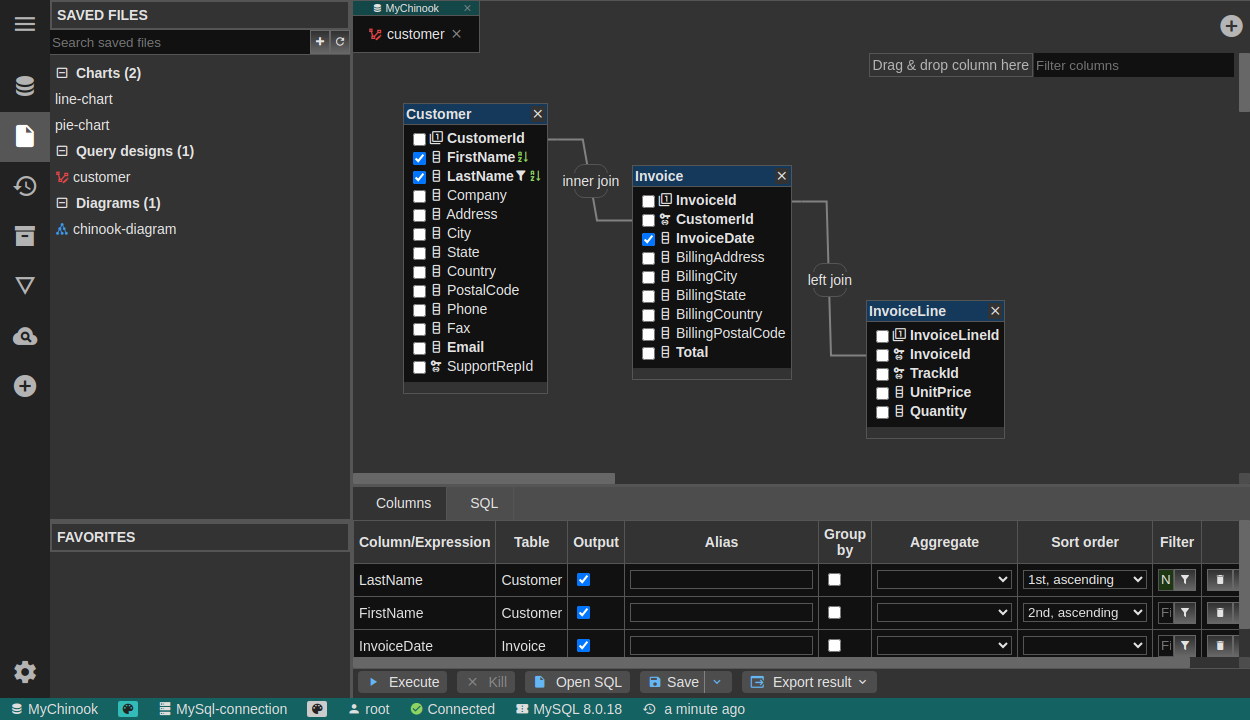 SAVED FILES
Search saved files
Charts (2)
line-chart
pie-chart
Query designs (1)
customer
Diagrams (1)
chinook-diagram
FAVORITES
MyChinook
customer
Drag & drop column here
Filter columns
Customer
CustomerId
FirstName
LastName
Company
Address
City
State
Country
PostalCode
Phone
Fax
Email
SupportRepId
inner join
Invoice
InvoiceId
CustomerId
InvoiceDate
BillingAddress
BillingCity
BillingState
BillingCountry
BillingPostalCode
Total
left join
InvoiceLine
InvoiceLineId
InvoiceId
TrackId
UnitPrice
Quantity
Columns SQL
Column/Expression Table Output Alias Group by Aggregate Sort order Filter
LastName Customer 1st, ascending N
FirstName Customer 2nd, ascending Fi
InvoiceDate Invoice Fi
Execute Kill Open SQL Save Export result
MyChinook MySql-connection root Connected MySQL 8.0.18 a minute ago